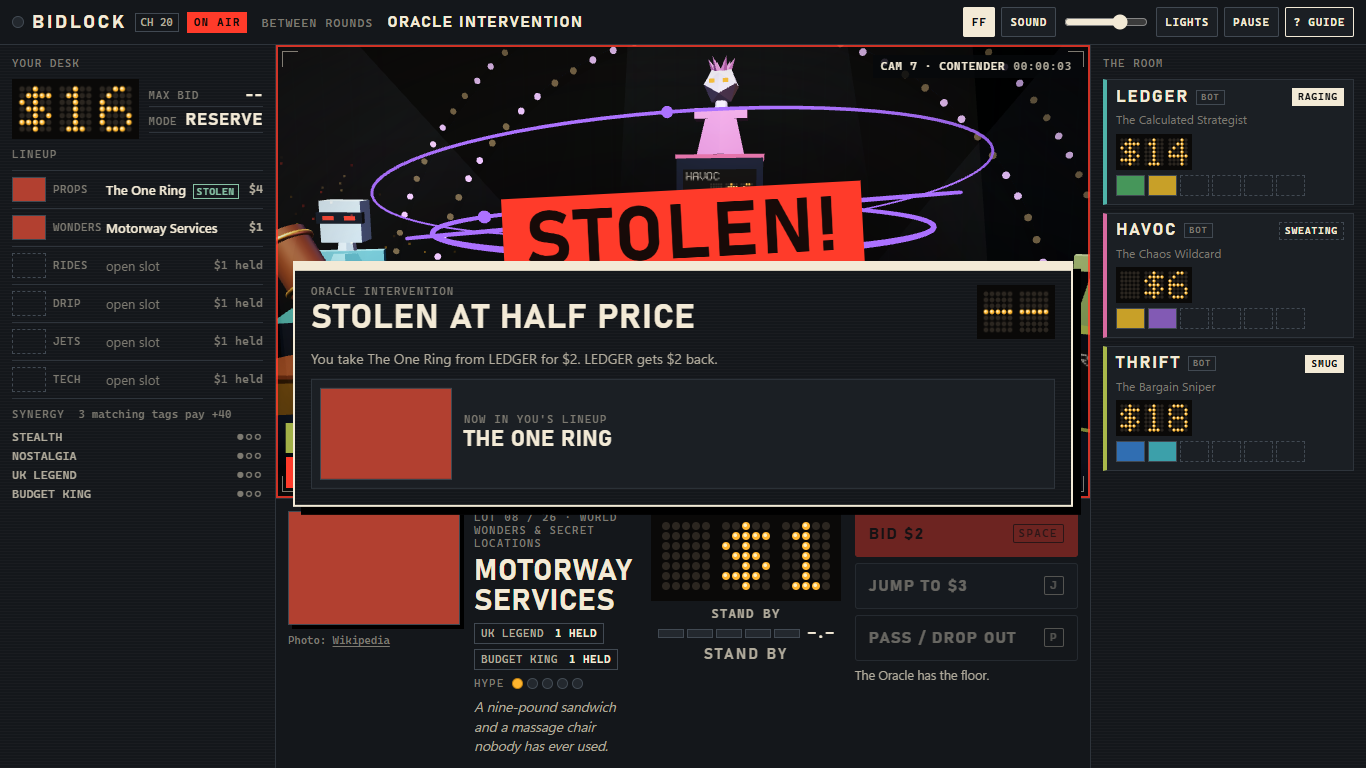 BIDLOCK CH 20 ON AIR BETWEEN ROUNDS ORACLE INTERVENTION FF SOUND LIGHTS PAUSE ? GUIDE
YOUR DESK
$16
MAX BID --
MODE RESERVE
LINEUP
PROPS The One Ring STOLEN $4
WONDERS Motorway Services $1
RIDES open slot $1 held
DRIP open slot $1 held
JETS open slot $1 held
TECH open slot $1 held
SYNERGY 3 matching tags pay +40
STEALTH
NOSTALGIA
UK LEGEND
BUDGET KING
CAM 7 · CONTENDER 00:00:03
HAVOC
STOLEN!
ORACLE INTERVENTION
STOLEN AT HALF PRICE
--
You take The One Ring from LEDGER for $2. LEDGER gets $2 back.
NOW IN YOU'S LINEUP
THE ONE RING
Photo: Wikipedia
LOT 08 / 26 · WORLD
WONDERS & SECRET
LOCATIONS
MOTORWAY
SERVICES
UK LEGEND 1 HELD
BUDGET KING 1 HELD
HYPE
A nine-pound sandwich
and a massage chair
nobody has ever used.
$1
STAND BY
-.-
STAND BY
BID $2 SPACE
JUMP TO $3 J
PASS / DROP OUT P
The Oracle has the floor.
THE ROOM
LEDGER BOT RAGING
The Calculated Strategist
$14
HAVOC BOT SWEATING
The Chaos Wildcard
$6
THRIFT BOT SMUG
The Bargain Sniper
$18